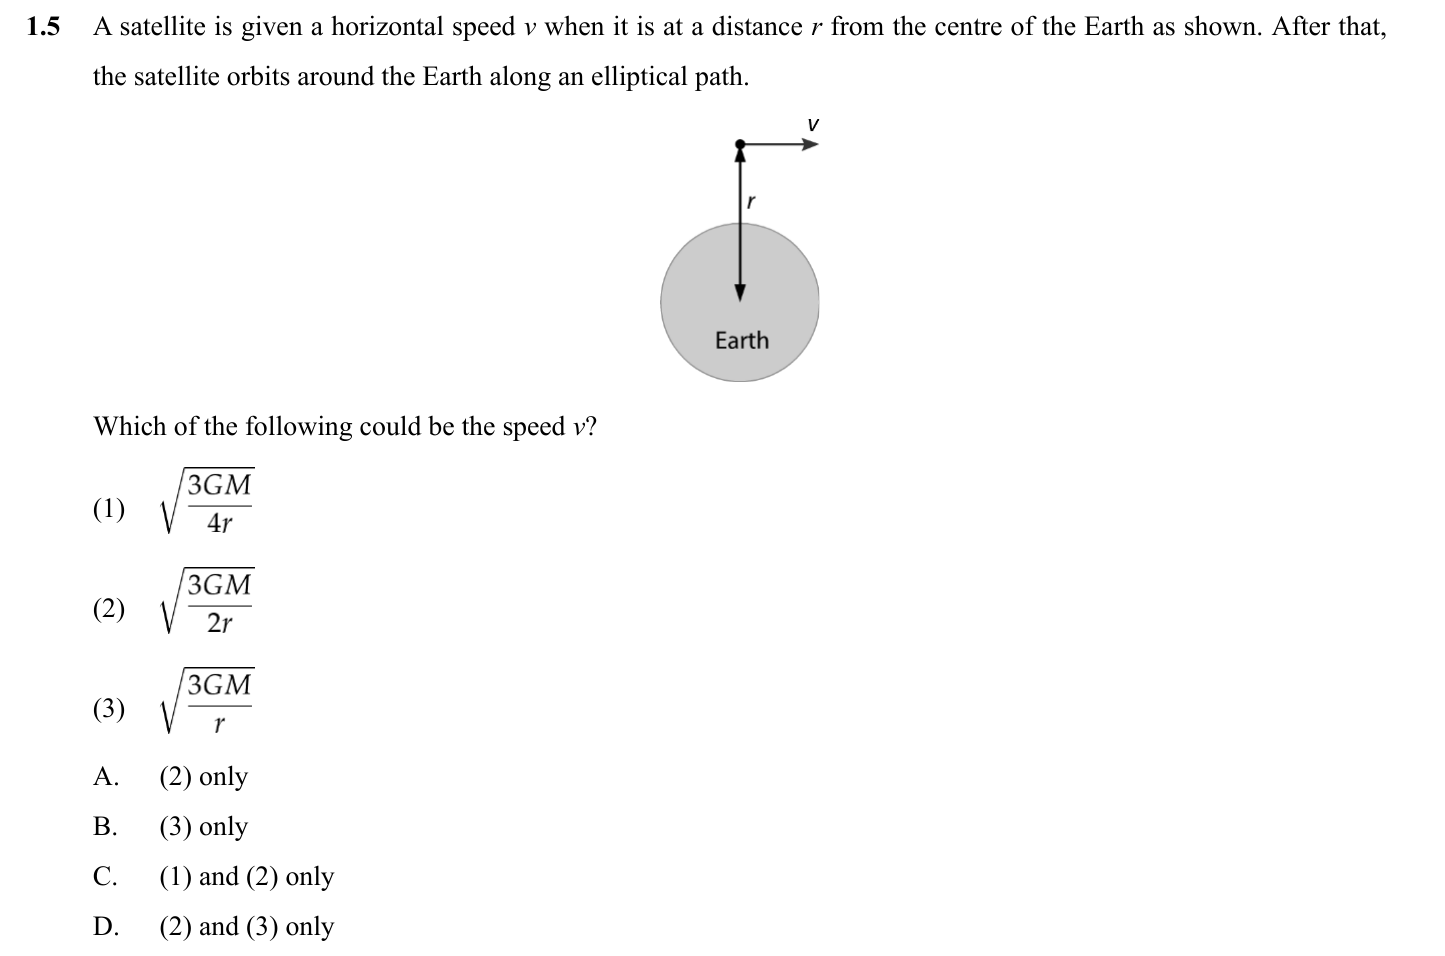 1.5 A satellite is given a horizontal speed v when it is at a distance r from the centre of the Earth as shown. After that,
the satellite orbits around the Earth along an elliptical path.
v
r
Earth
Which of the following could be the speed v?
(1) √(3GM/4r)
(2) √(3GM/2r)
(3) √(3GM/r)
A. (2) only
B. (3) only
C. (1) and (2) only
D. (2) and (3) only